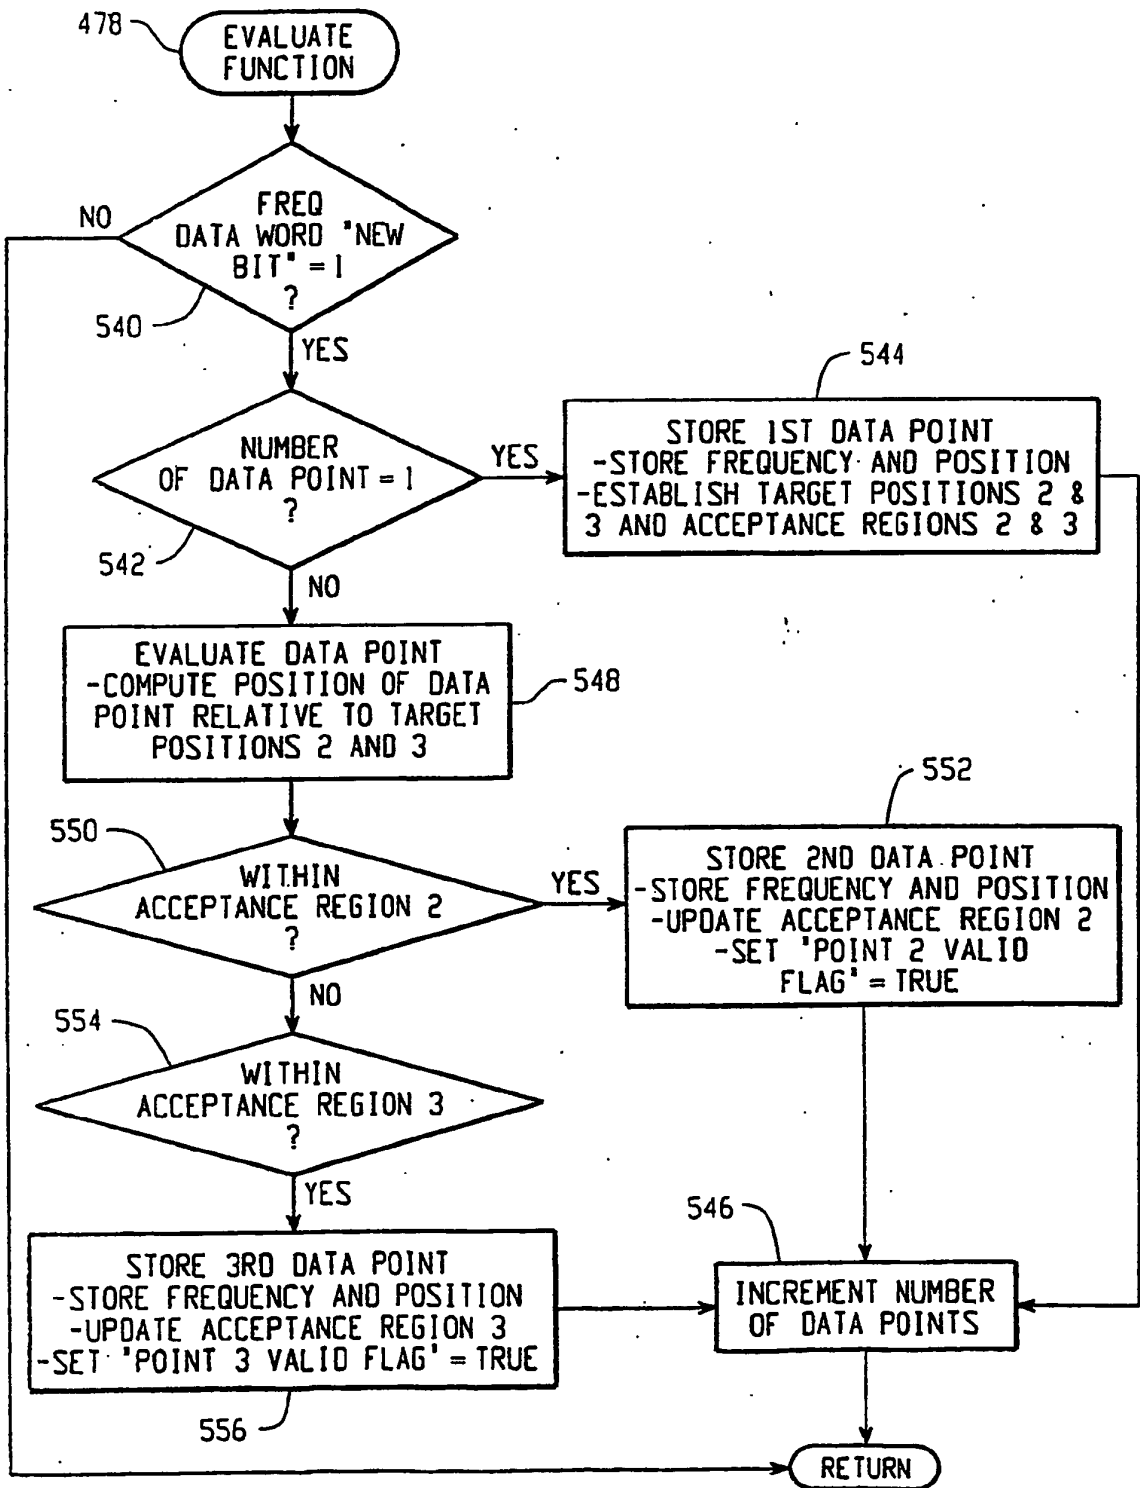 478
EVALUATE
FUNCTION
NO
FREQ
DATA WORD "NEW
BIT" = 1
?
540
YES
544
NUMBER
OF DATA POINT = 1
?
YES
STORE 1ST DATA POINT
-STORE FREQUENCY AND POSITION
-ESTABLISH TARGET POSITIONS 2 &
3 AND ACCEPTANCE REGIONS 2 & 3
542
NO
EVALUATE DATA POINT
-COMPUTE POSITION OF DATA
POINT RELATIVE TO TARGET
POSITIONS 2 AND 3
548
552
550
WITHIN
ACCEPTANCE REGION 2
?
YES
STORE 2ND DATA POINT
-STORE FREQUENCY AND POSITION
-UPDATE ACCEPTANCE REGION 2
-SET "POINT 2 VALID
FLAG" = TRUE
NO
554
WITHIN
ACCEPTANCE REGION 3
?
YES
546
STORE 3RD DATA POINT
-STORE FREQUENCY AND POSITION
-UPDATE ACCEPTANCE REGION 3
-SET "POINT 3 VALID FLAG" = TRUE
INCREMENT NUMBER
OF DATA POINTS
556
RETURN